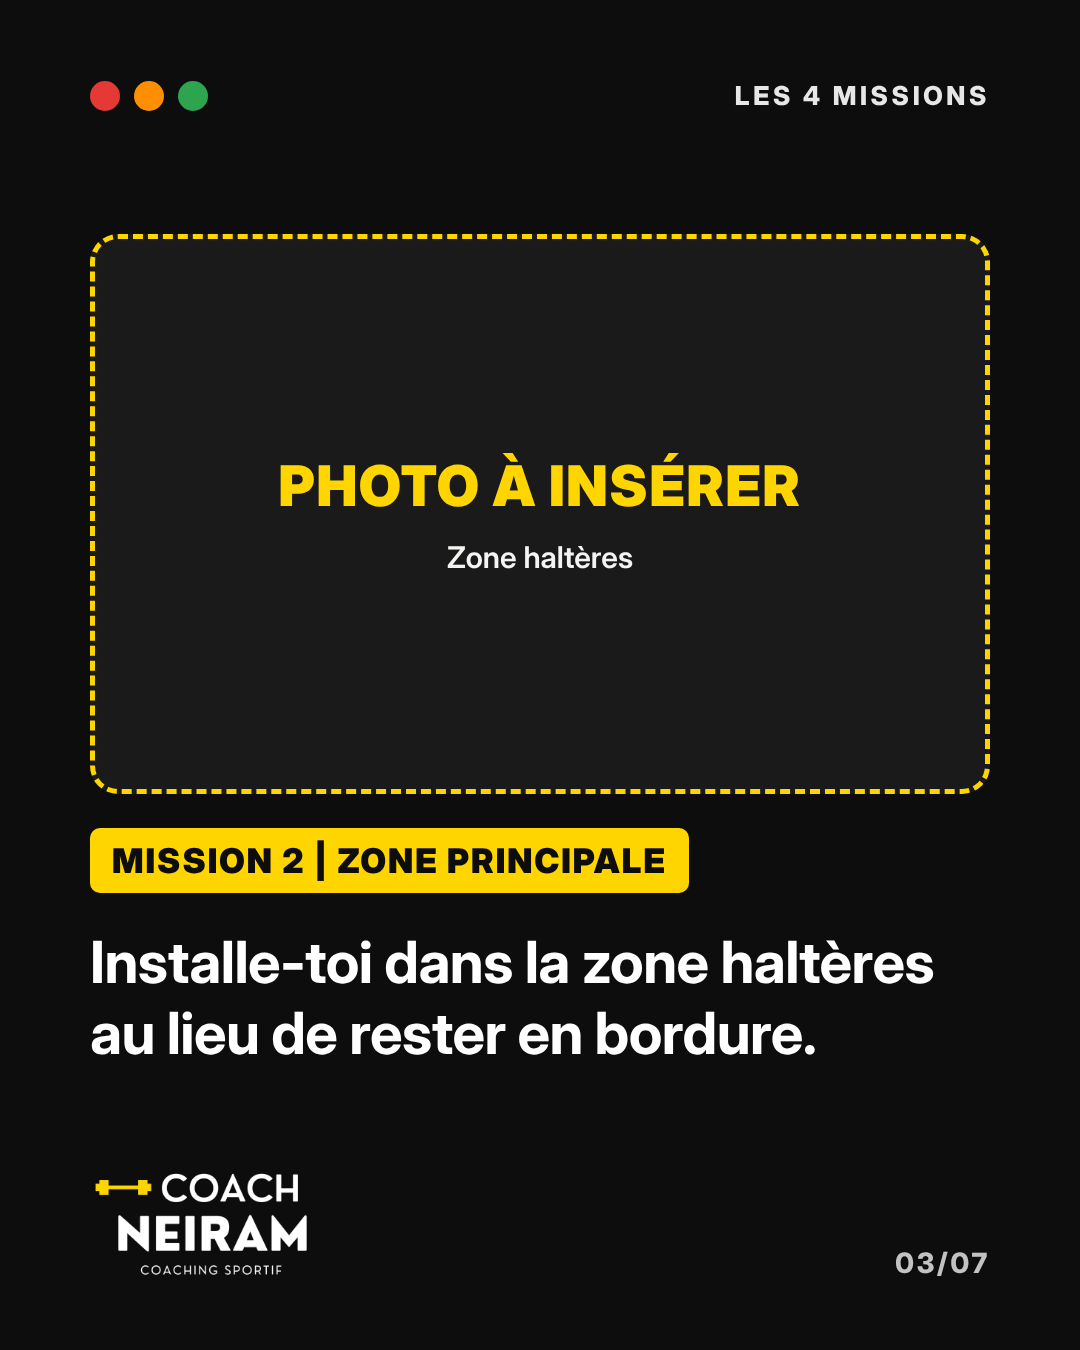 LES 4 MISSIONS
PHOTO À INSÉRER
Zone haltères
MISSION 2 | ZONE PRINCIPALE
Installe-toi dans la zone haltères
au lieu de rester en bordure.
COACH
NEIRAM
COACHING SPORTIF
03/07